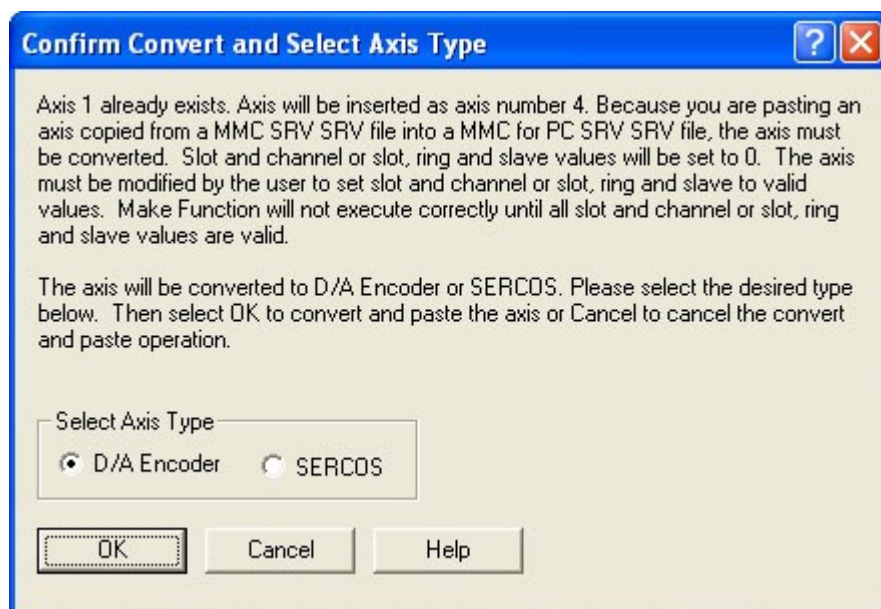 Confirm Convert and Select Axis Type
Axis 1 already exists. Axis will be inserted as axis number 4. Because you are pasting an
axis copied from a MMC SRV SRV file into a MMC for PC SRV SRV file, the axis must
be converted. Slot and channel or slot, ring and slave values will be set to 0. The axis
must be modified by the user to set slot and channel or slot, ring and slave to valid
values. Make Function will not execute correctly until all slot and channel or slot, ring
and slave values are valid.
The axis will be converted to D/A Encoder or SERCOS. Please select the desired type
below. Then select OK to convert and paste the axis or Cancel to cancel the convert
and paste operation.
Select Axis Type
D/A Encoder SERCOS
OK Cancel Help